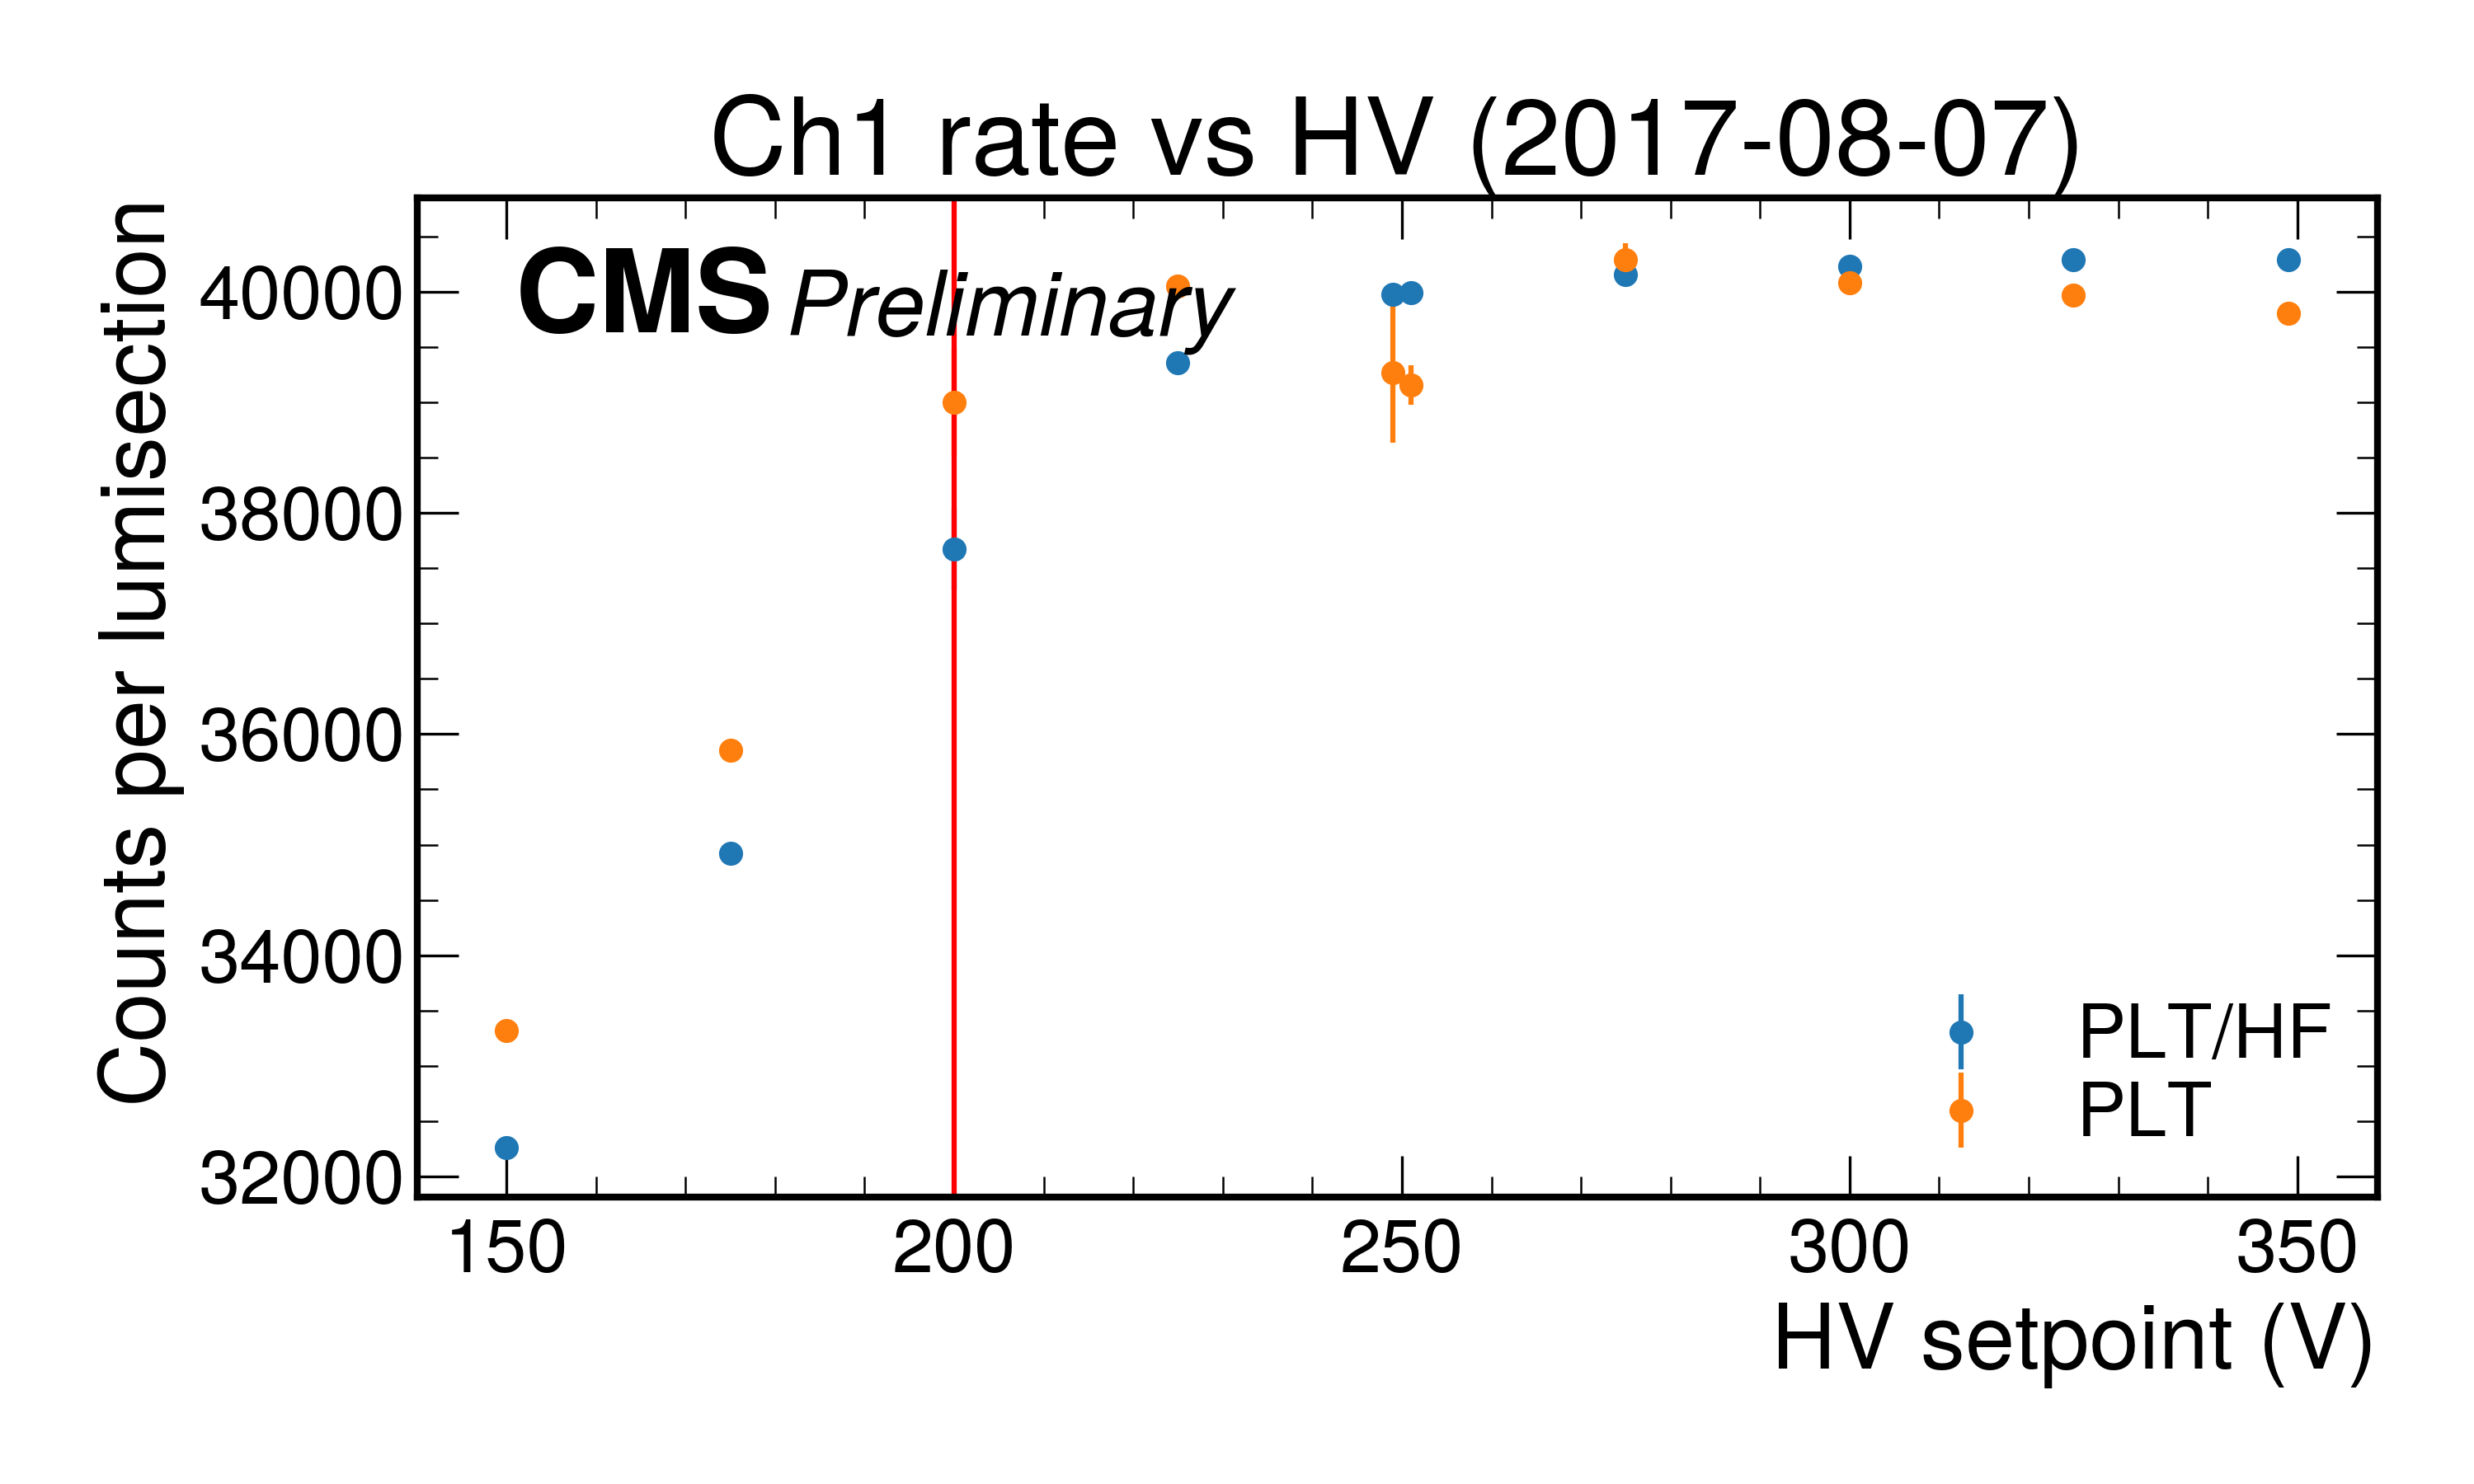 Ch1 rate vs HV (2017-08-07)
CMS Preliminary
Counts per lumisection
40000
38000
36000
34000
32000
PLT/HF
PLT
150 200 250 300 350
HV setpoint (V)